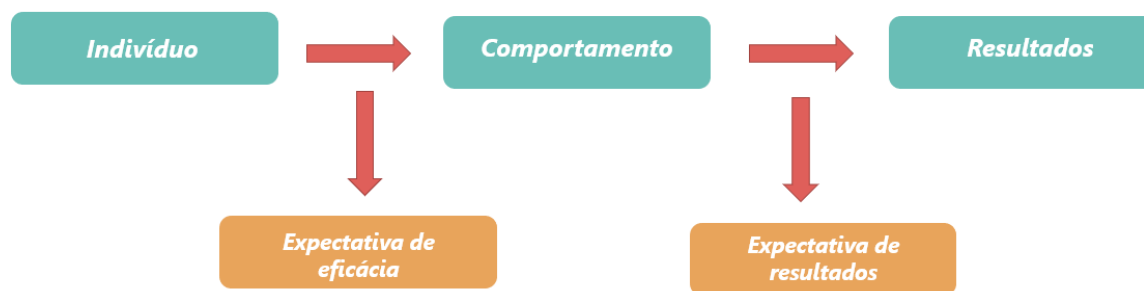 Indivíduo
Comportamento
Resultados
Expectativa de
eficácia
Expectativa de
resultados